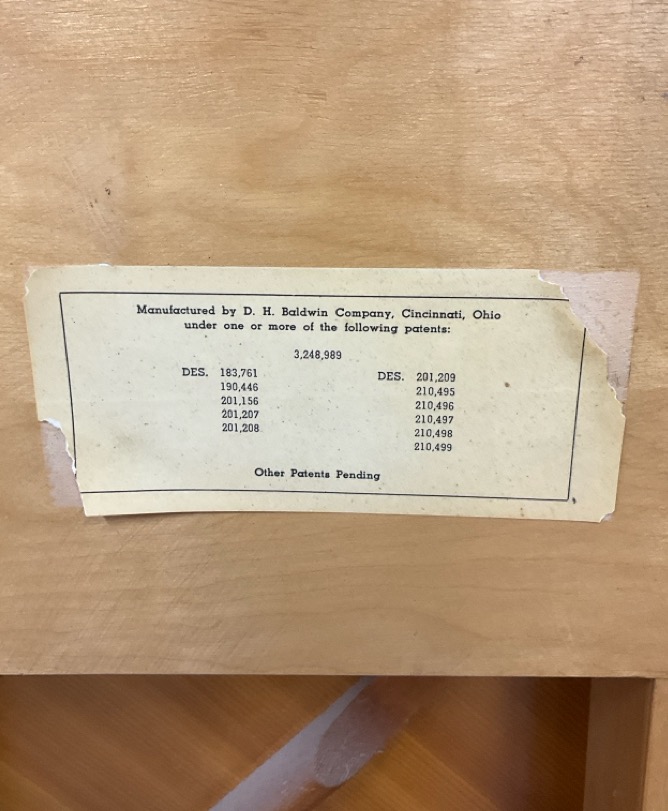 Manufactured by D. H. Baldwin Company, Cincinnati, Ohio
under one or more of the following patents:
3,248,989
DES. 183,761
190,446
201,156
201,207
201,208
DES. 201,209
210,495
210,496
210,497
210,498
210,499
Other Patents Pending